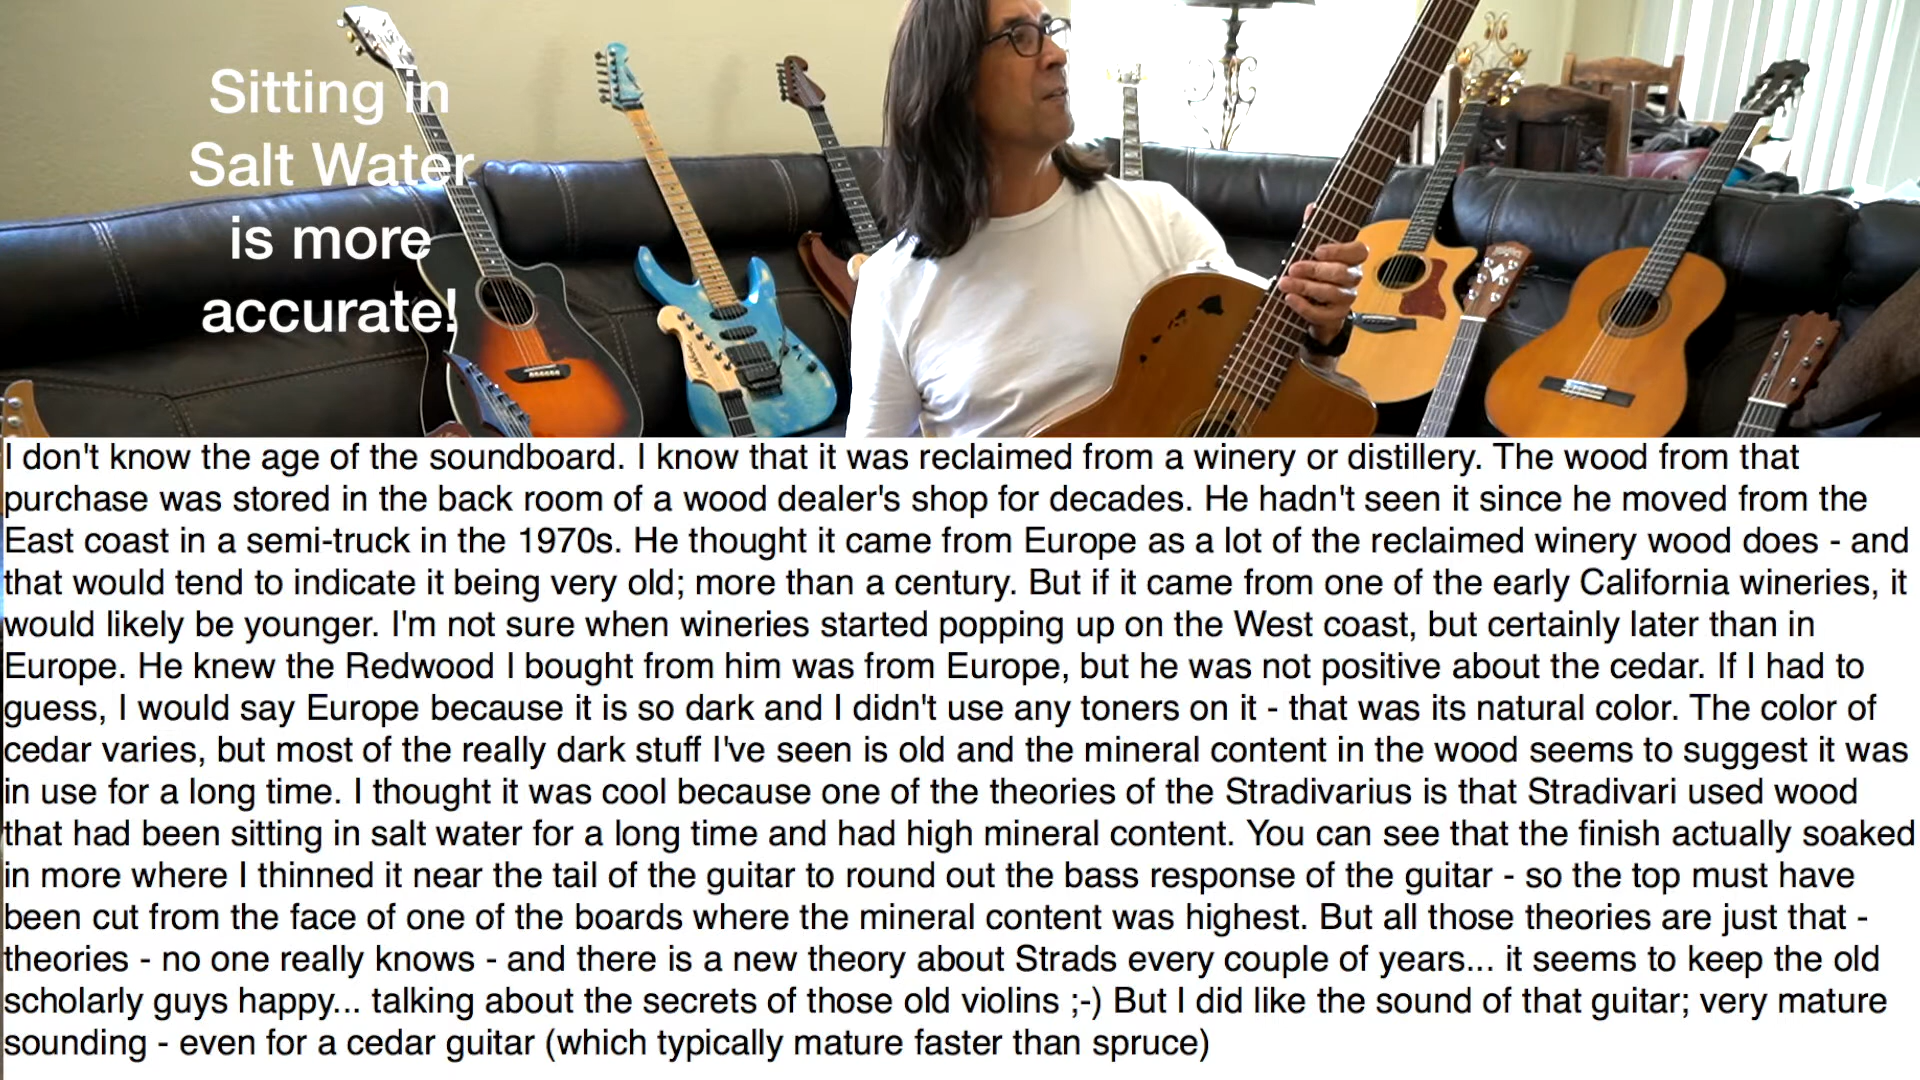 Sitting in
Salt Water
is more
accurate!
I don't know the age of the soundboard. I know that it was reclaimed from a winery or distillery. The wood from that
purchase was stored in the back room of a wood dealer's shop for decades. He hadn't seen it since he moved from the
East coast in a semi-truck in the 1970s. He thought it came from Europe as a lot of the reclaimed winery wood does - and
that would tend to indicate it being very old; more than a century. But if it came from one of the early California wineries, it
would likely be younger. I'm not sure when wineries started popping up on the West coast, but certainly later than in
Europe. He knew the Redwood I bought from him was from Europe, but he was not positive about the cedar. If I had to
guess, I would say Europe because it is so dark and I didn't use any toners on it - that was its natural color. The color of
cedar varies, but most of the really dark stuff I've seen is old and the mineral content in the wood seems to suggest it was
in use for a long time. I thought it was cool because one of the theories of the Stradivarius is that Stradivari used wood
that had been sitting in salt water for a long time and had high mineral content. You can see that the finish actually soaked
in more where I thinned it near the tail of the guitar to round out the bass response of the guitar - so the top must have
been cut from the face of one of the boards where the mineral content was highest. But all those theories are just that -
theories - no one really knows - and there is a new theory about Strads every couple of years... it seems to keep the old
scholarly guys happy... talking about the secrets of those old violins ;-) But I did like the sound of that guitar; very mature
sounding - even for a cedar guitar (which typically mature faster than spruce)